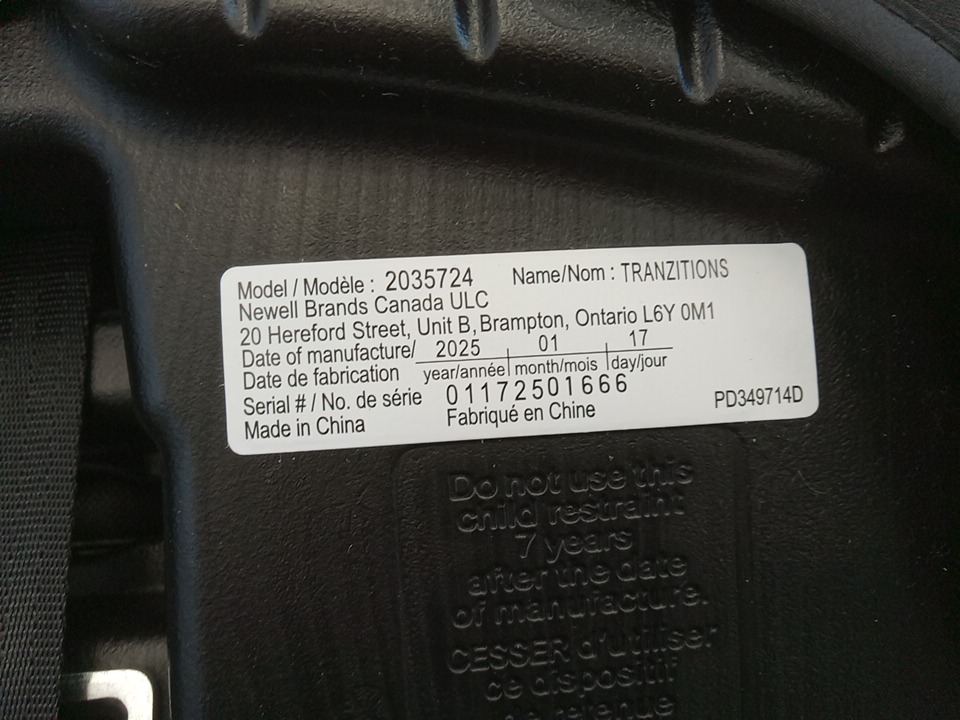 Model / Modèle : 2035724 Name/Nom : TRANZITIONS
Newell Brands Canada ULC
20 Hereford Street, Unit B, Brampton, Ontario L6Y 0M1
Date of manufacture/ 2025 01 17
Date de fabrication year/année month/mois day/jour
Serial # / No. de série 01172501666
Made in China Fabriqué en Chine PD349714D
Do not use this
child restraint
7 years
after the date
of manufacture.
CESSER d'utiliser
ce dispositif
de retenue